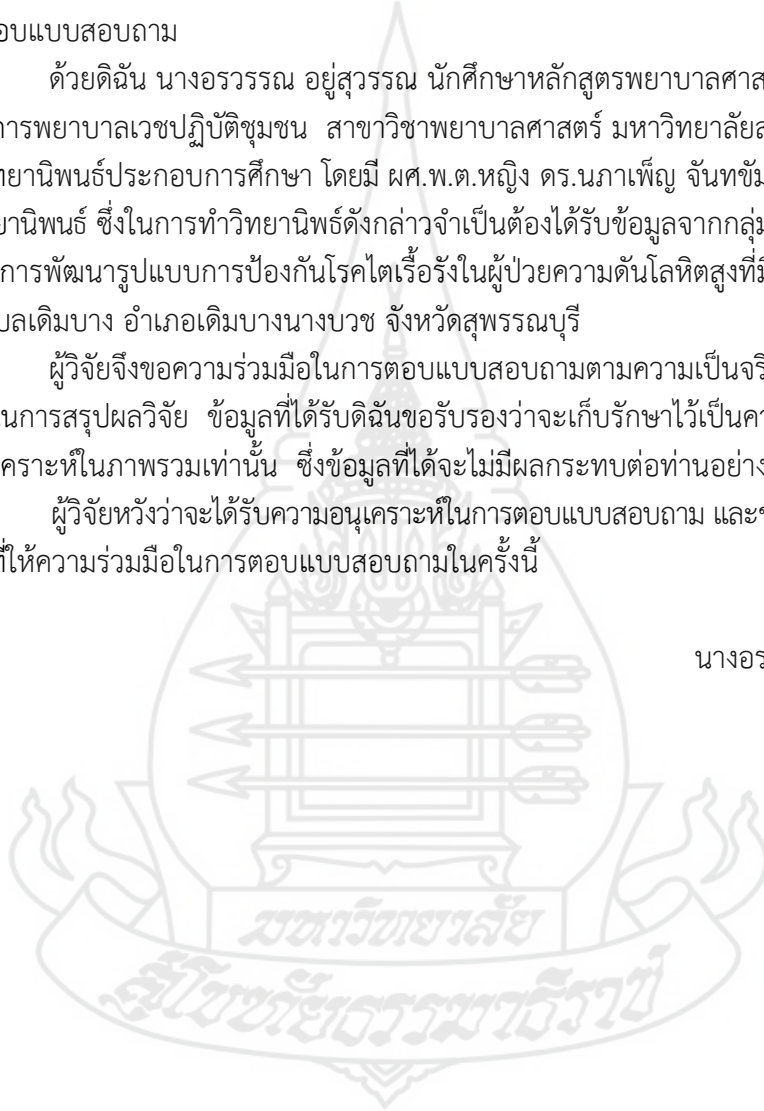 อบแบบสอบถาม
ด้วยดิฉัน นางอรวรรณ อยู่สุวรรณ นักศึกษาหลักสูตรพยาบาลศาส
การพยาบาลเวชปฏิบัติชุมชน สาขาวิชาพยาบาลศาสตร์ มหาวิทยาลัยส
ทยานิพนธ์ประกอบการศึกษา โดยมี ผศ.พ.ต.หญิง ดร.นภาเพ็ญ จันทขัม
ยานิพนธ์ ซึ่งในการทำวิทยานิพธ์ดังกล่าวจำเป็นต้องได้รับข้อมูลจากกลุ่ม
การพัฒนารูปแบบการป้องกันโรคไตเรื้อรังในผู้ป่วยความดันโลหิตสูงที่มี
บลเดิมบาง อำเภอเดิมบางนางบวช จังหวัดสุพรรณบุรี
ผู้วิจัยจึงขอความร่วมมือในการตอบแบบสอบถามตามความเป็นจริ
นการสรุปผลวิจัย ข้อมูลที่ได้รับดิฉันขอรับรองว่าจะเก็บรักษาไว้เป็นคว
คราะห์ในภาพรวมเท่านั้น ซึ่งข้อมูลที่ได้จะไม่มีผลกระทบต่อท่านอย่าง
ผู้วิจัยหวังว่าจะได้รับความอนุเคราะห์ในการตอบแบบสอบถาม และข
ที่ให้ความร่วมมือในการตอบแบบสอบถามในครั้งนี้
นางอร
มหาวิทยาลัย
สุโขทัยธรรมาธิราช